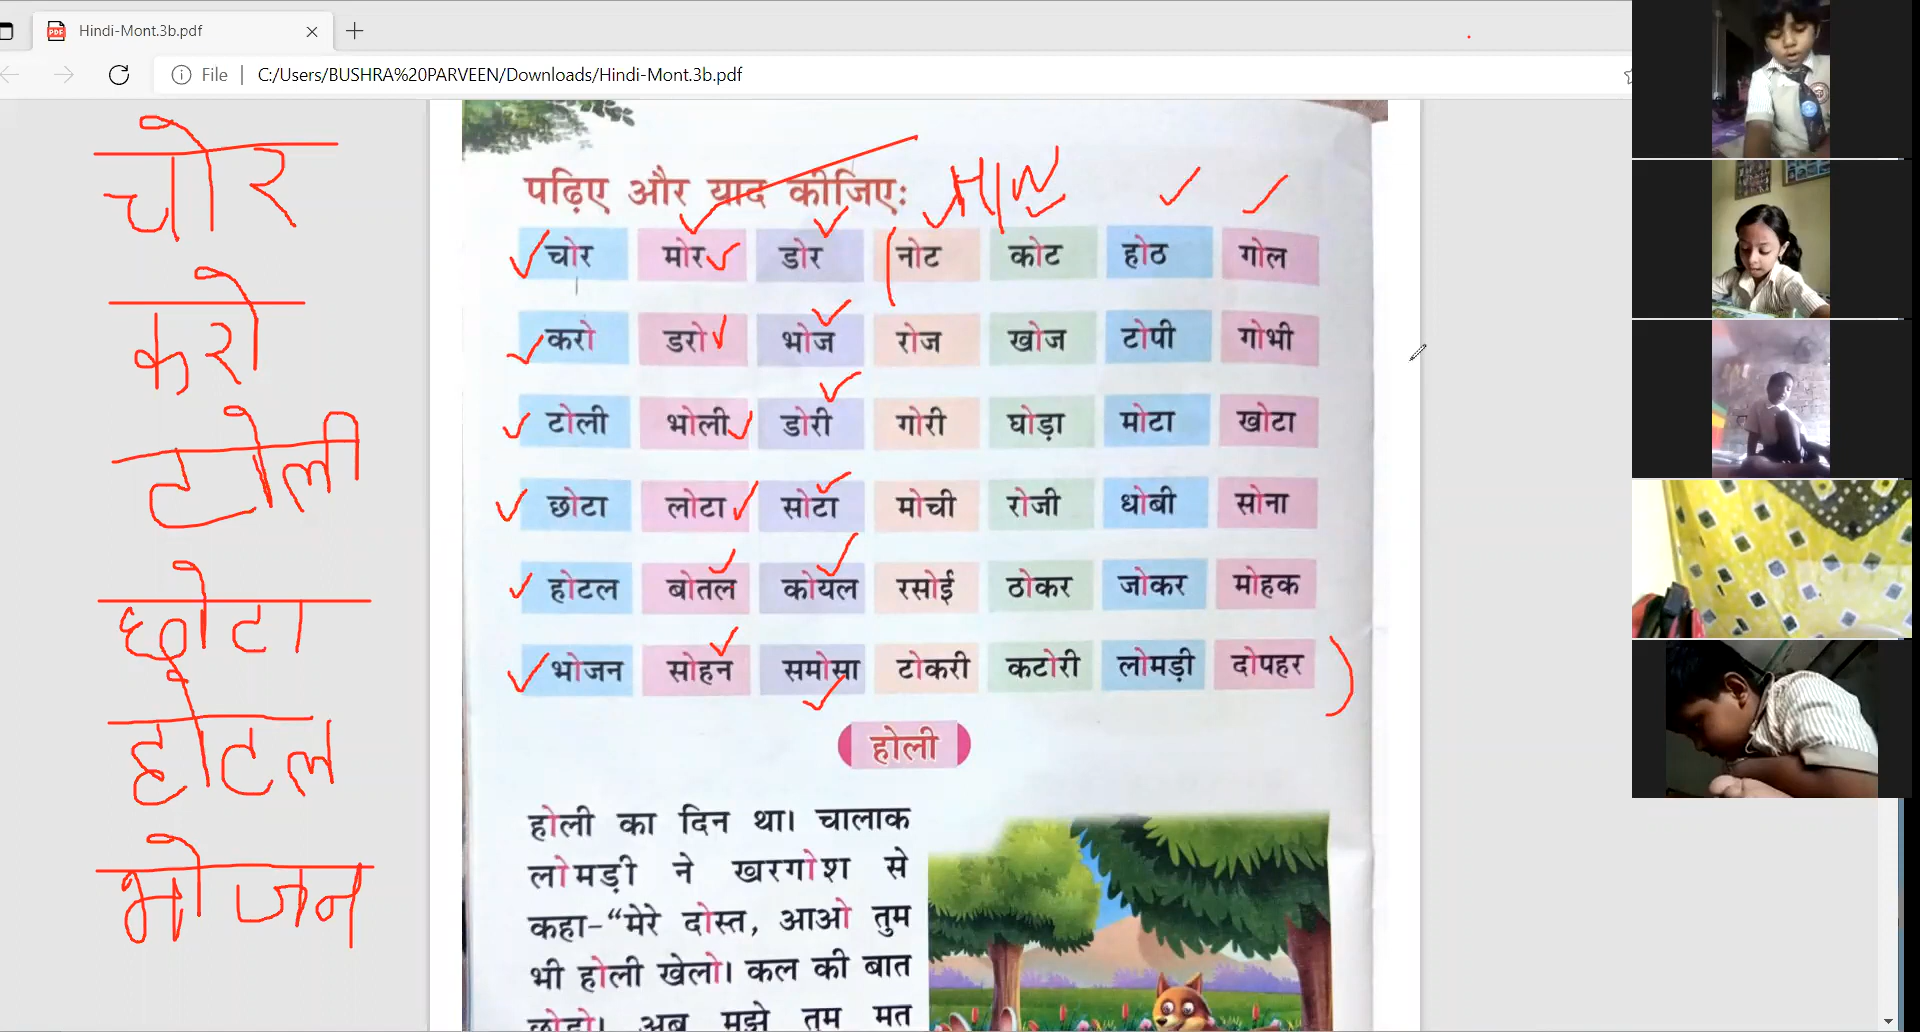 Hindi-Mont.3b.pdf
File | C:/Users/BUSHRA%20PARVEEN/Downloads/Hindi-Mont.3b.pdf
चोर
करो
टोली
छोटा
होटल
भोजन
पढ़िए और याद कीजिए:
चोर मोर डोर नोट कोट होठ गोल
करो डरो भोज रोज खोज टोपी गोभी
टोली भोली डोरी गोरी घोड़ा मोटा खोटा
छोटा लोटा सोटा मोची रोजी धोबी सोना
होटल बोतल कोयल रसोई ठोकर जोकर मोहक
भोजन सोहन समोसा टोकरी कटोरी लोमड़ी दोपहर
होली
होली का दिन था। चालाक
लोमड़ी ने खरगोश से
कहा-“मेरे दोस्त, आओ तुम
भी होली खेलो। कल की बात
छोड़ो। अब मुझे तुम मत